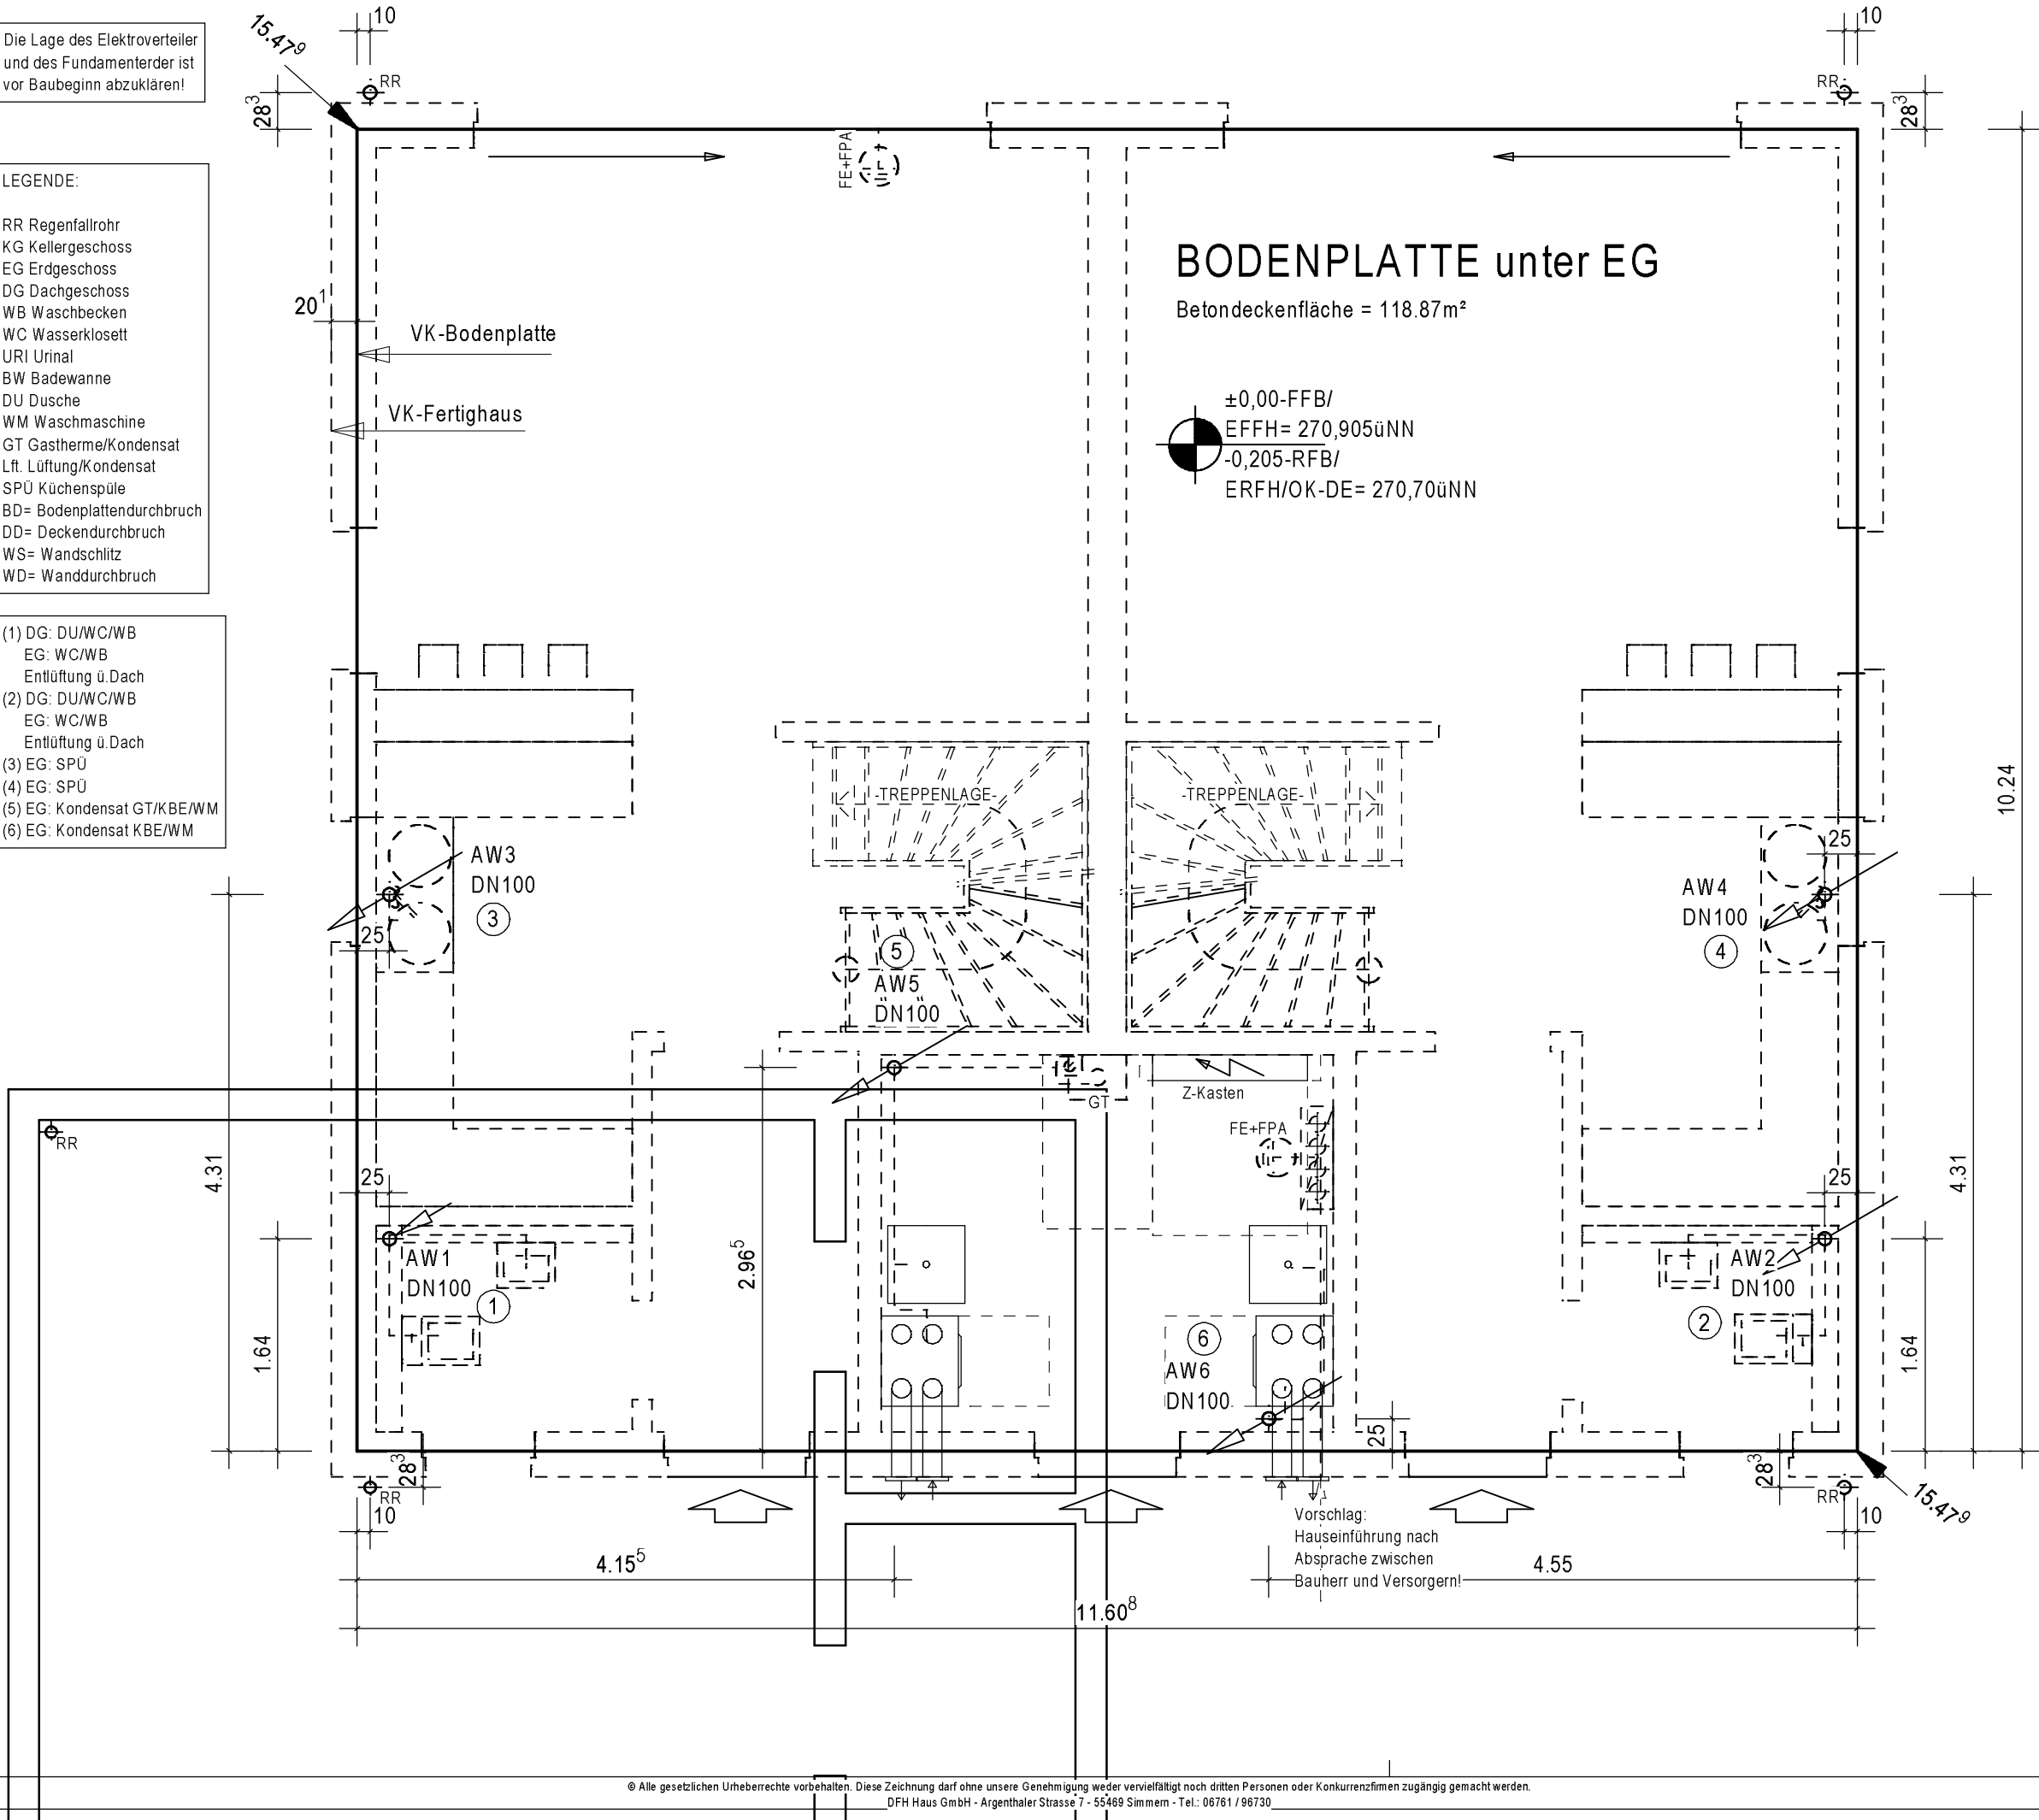 10
15.47⁹
10
Die Lage des Elektroverteiler
und des Fundamenterder ist
vor Baubeginn abzuklären!
RR
RR
28³
28³
FE+FPA
LEGENDE:
RR Regenfallrohr
KG Kellergeschoss
EG Erdgeschoss
DG Dachgeschoss
WB Waschbecken
WC Wasserklosett
URI Urinal
BW Badewanne
DU Dusche
WM Waschmaschine
GT Gastherme/Kondensat
Lft. Lüftung/Kondensat
SPÜ Küchenspüle
BD= Bodenplattendurchbruch
DD= Deckendurchbruch
WS= Wandschlitz
WD= Wanddurchbruch
BODENPLATTE unter EG
Betondeckenfläche = 118.87m²
20¹
VK-Bodenplatte
VK-Fertighaus
±0,00-FFB/
EFFH= 270,905üNN
-0,205-RFB/
ERFH/OK-DE= 270,70üNN
(1) DG: DU/WC/WB
EG: WC/WB
Entlüftung ü.Dach
(2) DG: DU/WC/WB
EG: WC/WB
Entlüftung ü.Dach
(3) EG: SPÜ
(4) EG: SPÜ
(5) EG: Kondensat GT/KBE/WM
(6) EG: Kondensat KBE/WM
-TREPPENLAGE-
-TREPPENLAGE-
10.24
AW3
DN100
3
25
25
AW4
DN100
4
5
AW5
DN100
Z-Kasten
GT
FE+FPA
RR
4.31
4.31
25
25
AW1
DN100
1
AW2
DN100
2
2.96⁵
1.64
1.64
6
AW6
DN100
25
28³
28³
RR
RR
10
10
15.47⁹
Vorschlag:
Hauseinführung nach
Absprache zwischen
Bauherr und Versorgern!
4.15⁵
4.55
11.60⁸
© Alle gesetzlichen Urheberrechte vorbehalten. Diese Zeichnung darf ohne unsere Genehmigung weder vervielfältigt noch dritten Personen oder Konkurrenzfirmen zugängig gemacht werden.
DFH Haus GmbH - Argenthaler Strasse 7 - 55469 Simmern - Tel.: 06761 / 96730